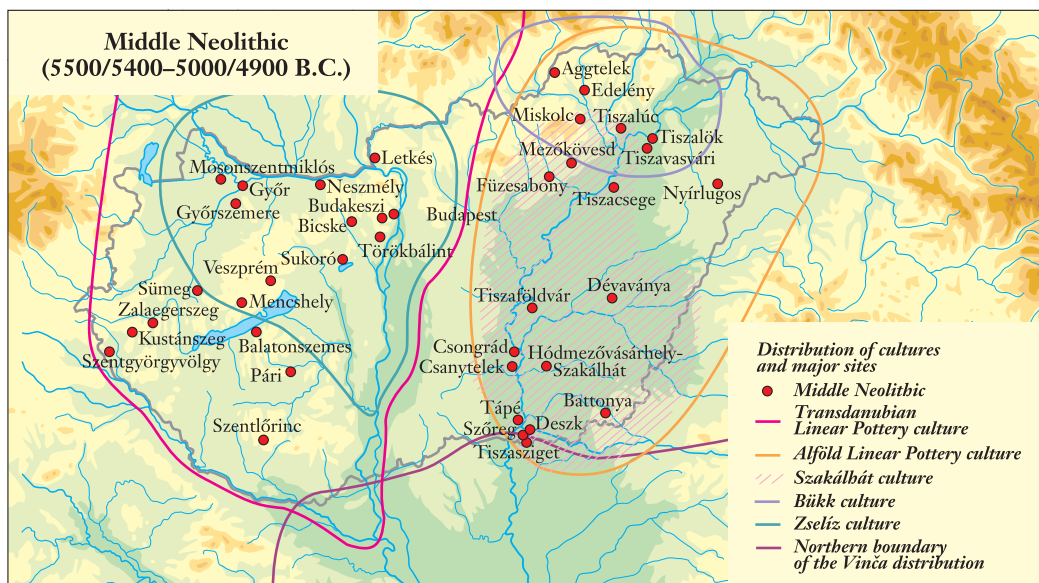 Middle Neolithic
(5500/5400–5000/4900 B.C.)
Aggtelek
Edelény
Miskolc
Tiszalúc
Tiszalök
Mezőkövesd
Tiszavasvári
Letkés
Mosonszentmiklós
Győr
Neszmély
Füzesabony
Tiszacsege
Nyírlugos
Győrszemere
Budakeszi
Budapest
Bicske
Törökbálint
Sukoró
Veszprém
Sümeg
Mencshely
Dévaványa
Tiszaföldvár
Zalaegerszeg
Kustánszeg
Balatonszemes
Szentgyörgyvölgy
Csongrád
Hódmezővásárhely-
Csanytelek
Szakálhát
Pári
Tápé
Battonya
Szentlőrinc
Szőreg
Deszk
Tiszasziget
Distribution of cultures
and major sites
Middle Neolithic
Transdanubian
Linear Pottery culture
Alföld Linear Pottery culture
Szakálhát culture
Bükk culture
Zselíz culture
Northern boundary
of the Vinča distribution